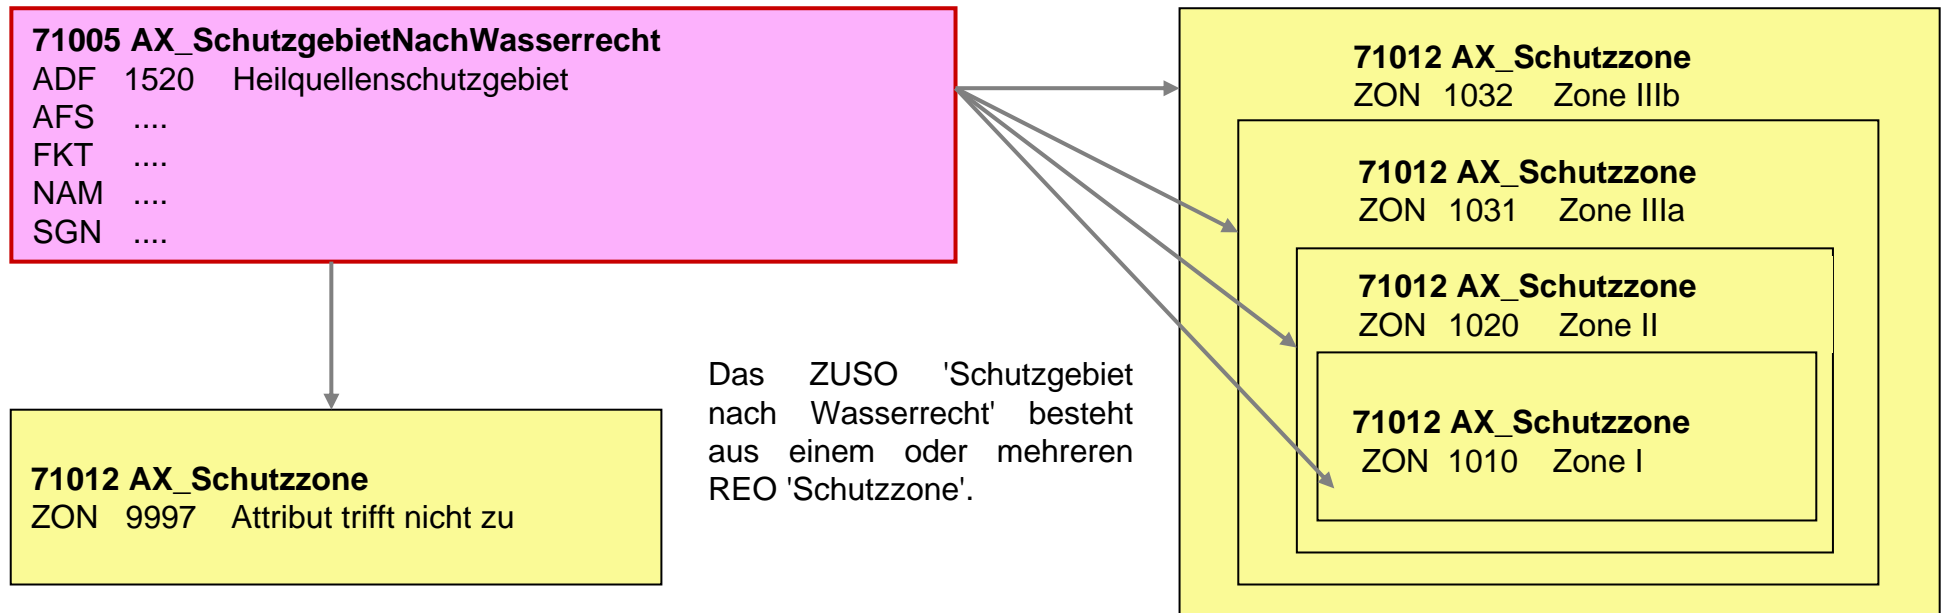 71005 AX_SchutzgebietNachWasserrecht
ADF 1520 Heilquellenschutzgebiet
AFS ....
FKT ....
NAM ....
SGN ....
71012 AX_Schutzzone
ZON 1032 Zone IIIb
71012 AX_Schutzzone
ZON 1031 Zone IIIa
71012 AX_Schutzzone
ZON 1020 Zone II
71012 AX_Schutzzone
ZON 1010 Zone I
Das ZUSO 'Schutzgebiet
nach Wasserrecht' besteht
aus einem oder mehreren
REO 'Schutzzone'.
71012 AX_Schutzzone
ZON 9997 Attribut trifft nicht zu